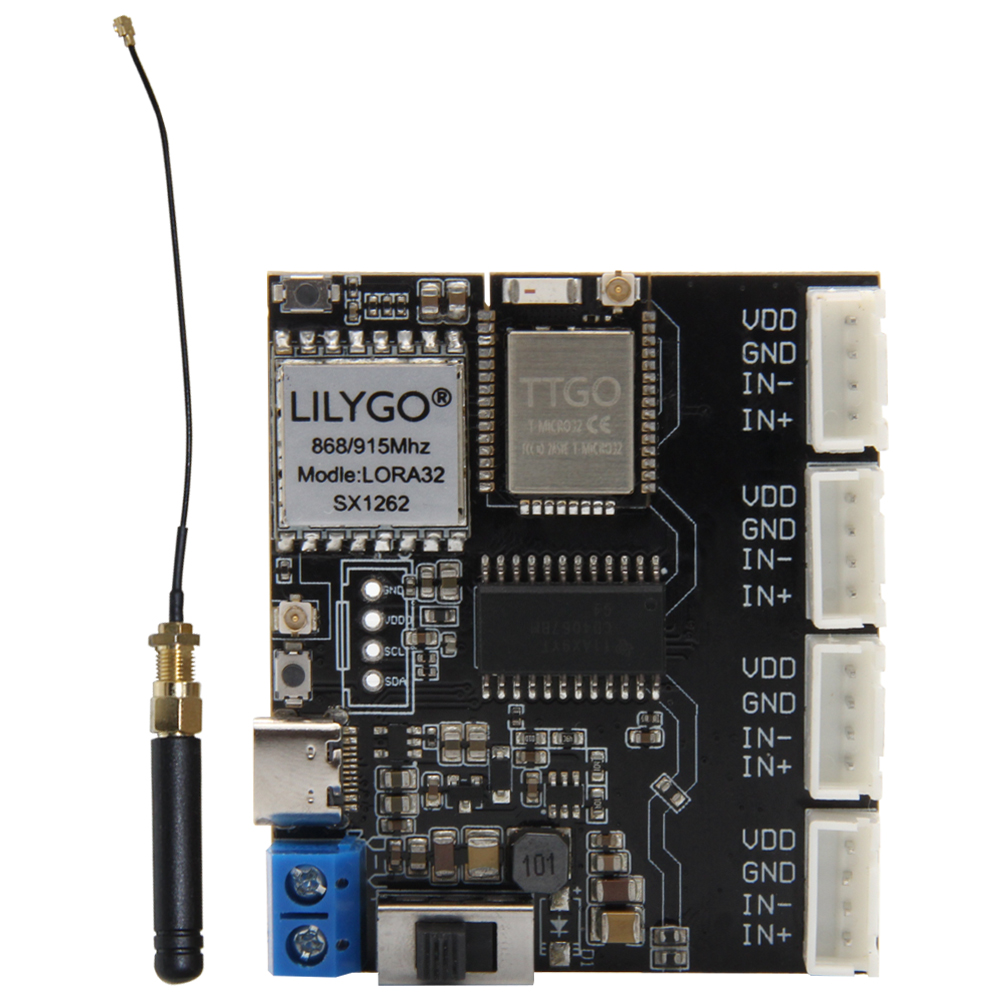 LILYGO®
868/915Mhz
Modle:LORA32
SX1262
TTGO
T-MICRO32 CE
VDD
GND
IN-
IN+
VDD
GND
IN-
IN+
VDD
GND
IN-
IN+
VDD
GND
IN-
IN+
GND
VDD
SCL
SDA
101